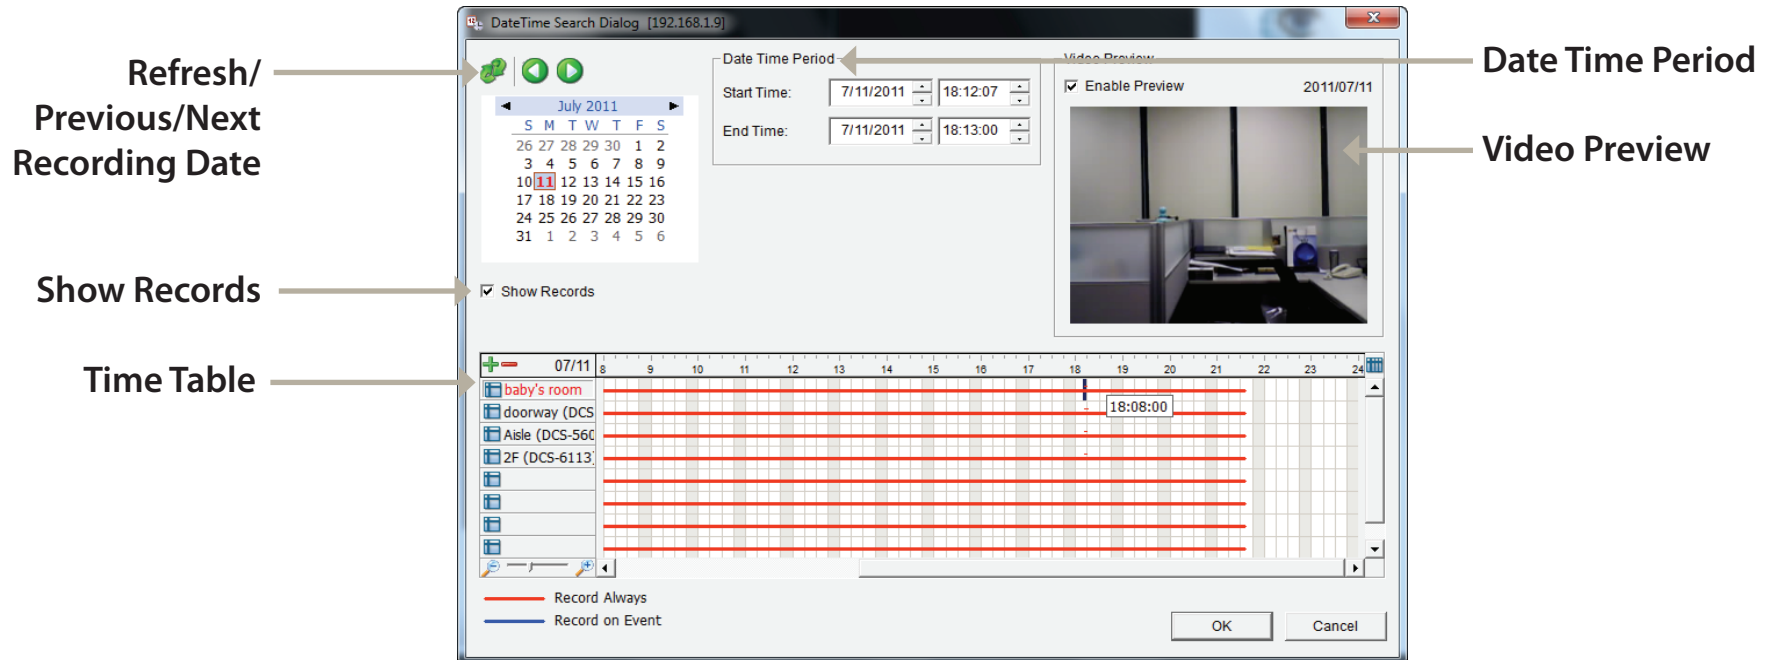 DateTime Search Dialog [192.168.1.9]
Refresh/
Previous/Next
Recording Date
Date Time Period
Start Time: 7/11/2011 18:12:07
End Time: 7/11/2011 18:13:00
Video Preview
Enable Preview 2011/07/11
Date Time Period
Video Preview
July 2011
S M T W T F S
26 27 28 29 30 1 2
3 4 5 6 7 8 9
10 11 12 13 14 15 16
17 18 19 20 21 22 23
24 25 26 27 28 29 30
31 1 2 3 4 5 6
Show Records
Show Records
Time Table
07/11 8 9 10 11 12 13 14 15 16 17 18 19 20 21 22 23 24
baby's room
doorway (DCS
18:08:00
Aisle (DCS-560
2F (DCS-6113)
Record Always
Record on Event
OK Cancel